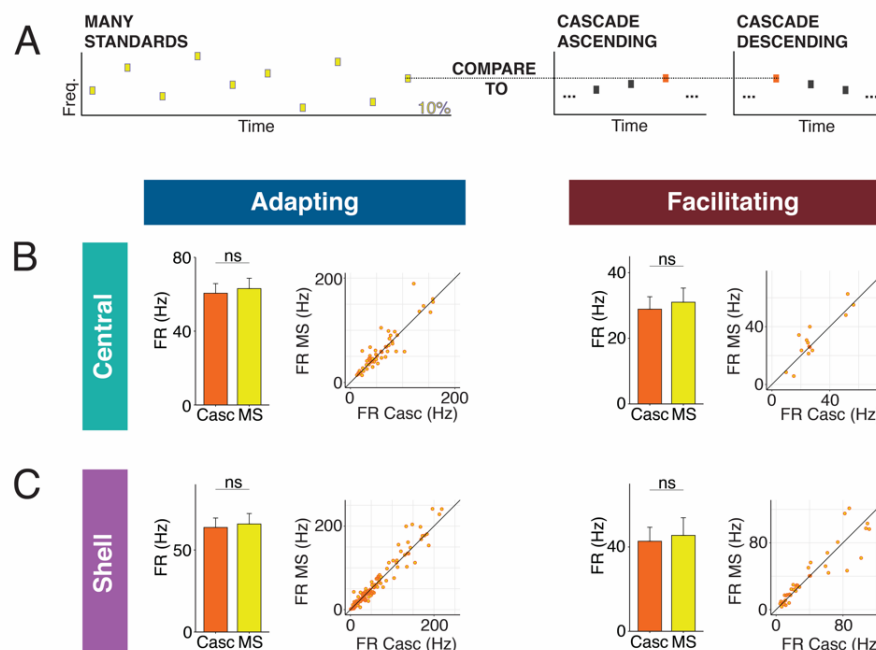 A
MANY
STANDARDS
Freq.
Time
10%
COMPARE
TO
CASCADE
ASCENDING
...
...
Time
CASCADE
DESCENDING
...
...
Time
Adapting
Facilitating
B
Central
80
40
0
FR (Hz)
ns
Casc MS
200
0
FR MS (Hz)
0
200
FR Casc (Hz)
40
20
0
FR (Hz)
ns
Casc MS
40
0
FR MS (Hz)
0
40
FR Casc (Hz)
C
Shell
50
0
FR (Hz)
ns
Casc MS
200
0
FR MS (Hz)
0
200
FR Casc (Hz)
40
0
FR (Hz)
ns
Casc MS
80
0
FR MS (Hz)
0
80
FR Casc (Hz)